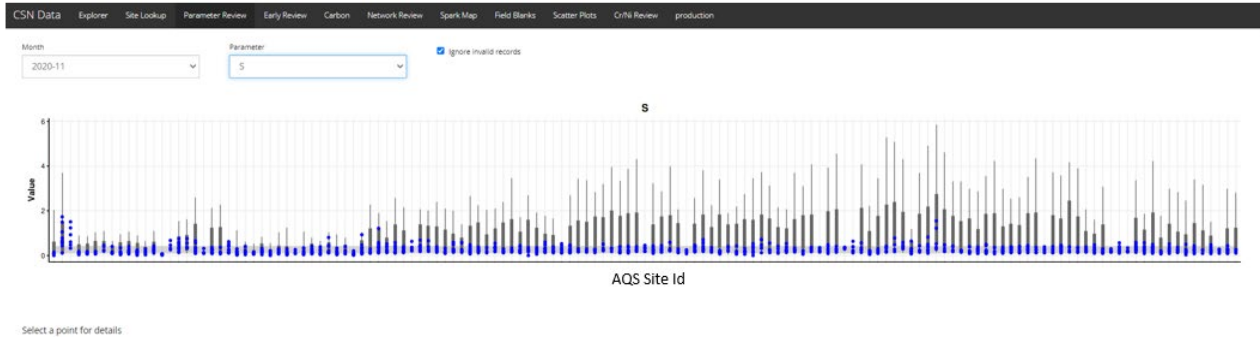 CSN Data Explorer Site Lookup Parameter Review Early Review Carbon Network Review Spark Map Field Blanks Scatter Plots Cr/Ni Review production
Month Parameter
Ignore invalid records
2020-11 S
S
6
4
Value
2
0
AQS Site Id
Select a point for details